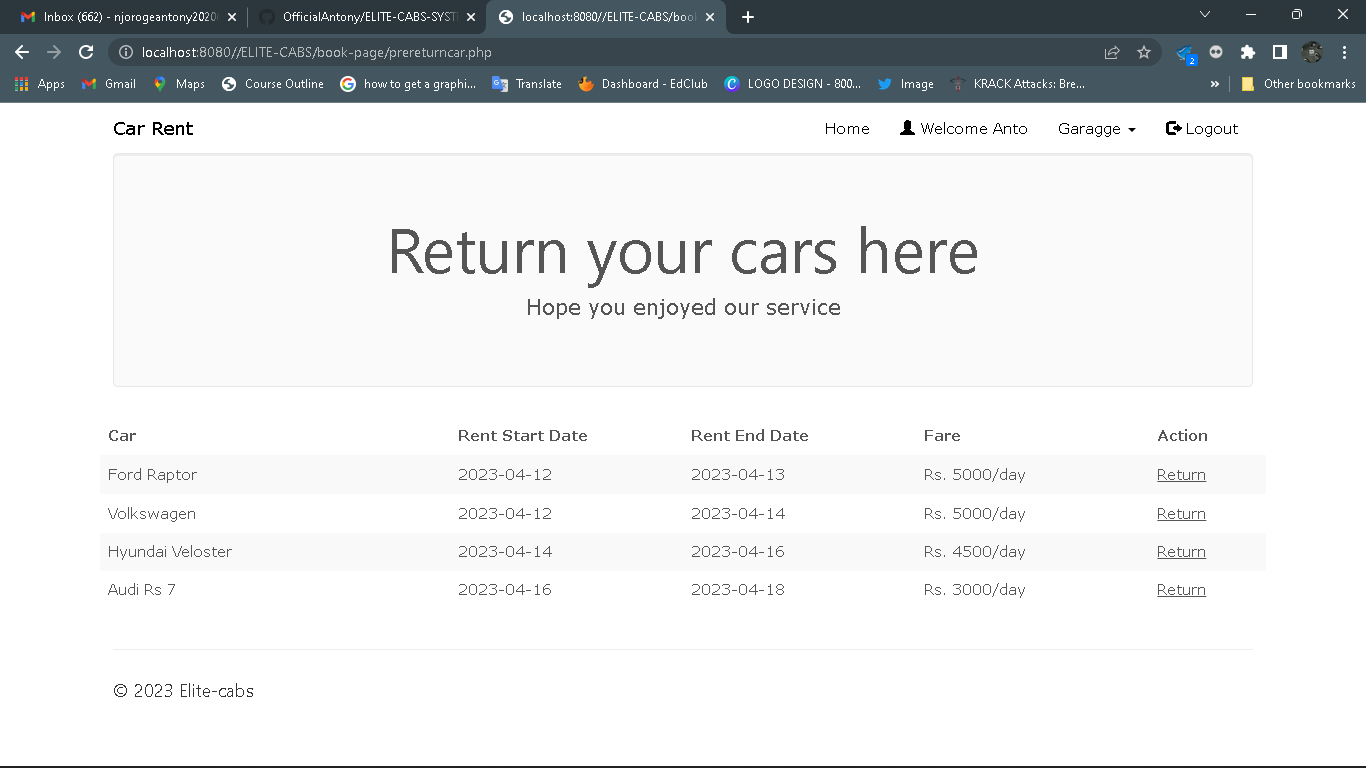 Inbox (662) - njorogeantony2020
OfficialAntony/ELITE-CABS-SYST
localhost:8080//ELITE-CABS/boo
localhost:8080//ELITE-CABS/book-page/prereturncar.php
2
Apps Gmail Maps Course Outline how to get a graphi... Translate Dashboard - EdClub LOGO DESIGN - 800... Image KRACK Attacks: Bre... » Other bookmarks
Car Rent Home Welcome Anto Garagge Logout
Return your cars here
Hope you enjoyed our service
Car Rent Start Date Rent End Date Fare Action
Ford Raptor 2023-04-12 2023-04-13 Rs. 5000/day Return
Volkswagen 2023-04-12 2023-04-14 Rs. 5000/day Return
Hyundai Veloster 2023-04-14 2023-04-16 Rs. 4500/day Return
Audi Rs 7 2023-04-16 2023-04-18 Rs. 3000/day Return
© 2023 Elite-cabs